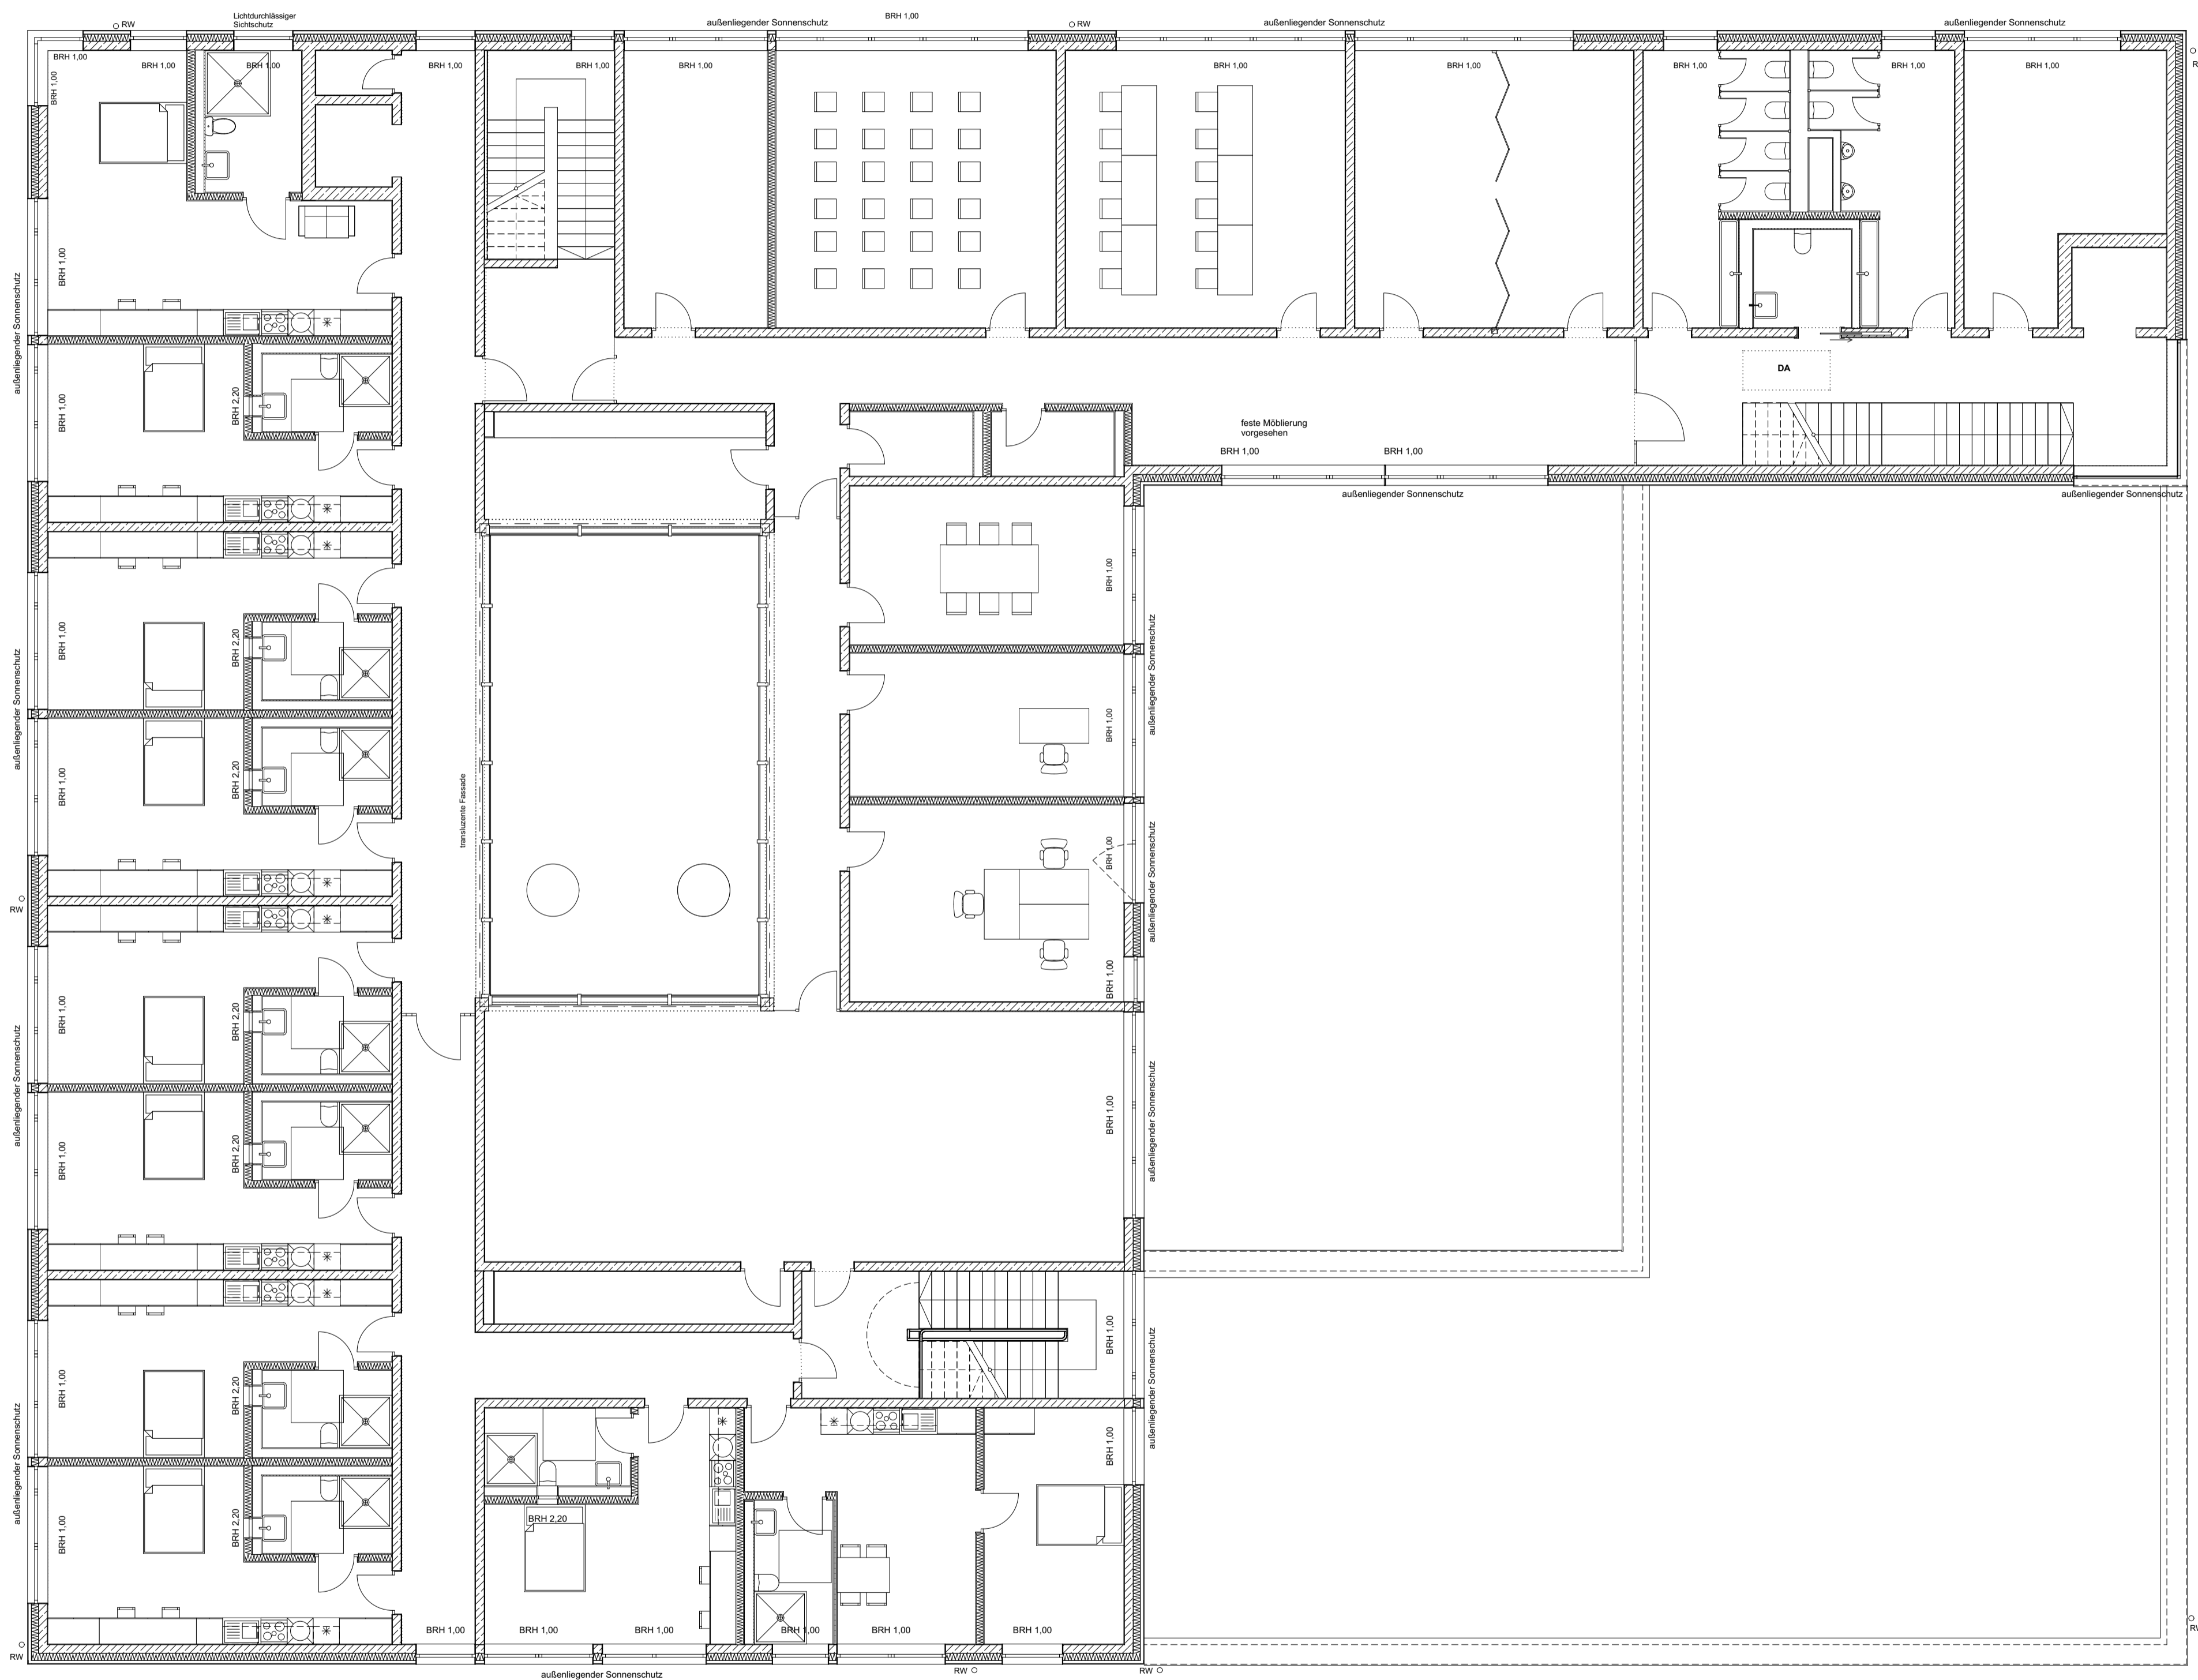 Lichtdurchlässiger
Sichtschutz
RW
außenliegender Sonnenschutz
BRH 1,00
RW
außenliegender Sonnenschutz
außenliegender Sonnenschutz
BRH 1,00
BRH 1,00
BRH 1,00
BRH 1,00
BRH 1,00
BRH 1,00
BRH 1,00
BRH 1,00
BRH 1,00
BRH 1,00
BRH 1,00
BRH 1,00
R
BRH 1,00
außenliegender Sonnenschutz
DA
BRH 1,00
BRH 2,20
feste Möblierung
vorgesehen
BRH 1,00
BRH 1,00
außenliegender Sonnenschutz
außenliegender Sonnenschutz
BRH 1,00
BRH 1,00
BRH 2,20
außenliegender Sonnenschutz
außenliegender Sonnenschutz
BRH 1,00
BRH 1,00
BRH 2,20
transluzente Fassade
BRH 1,00
außenliegender Sonnenschutz
RW
BRH 1,00
BRH 1,00
BRH 2,20
außenliegender Sonnenschutz
BRH 1,00
außenliegender Sonnenschutz
BRH 1,00
BRH 2,20
BRH 1,00
außenliegender Sonnenschutz
BRH 1,00
BRH 2,20
außenliegender Sonnenschutz
BRH 1,00
BRH 1,00
BRH 2,20
BRH 2,20
BRH 1,00
BRH 1,00
BRH 1,00
BRH 1,00
BRH 1,00
BRH 1,00
RW
RW
außenliegender Sonnenschutz
RW
RW